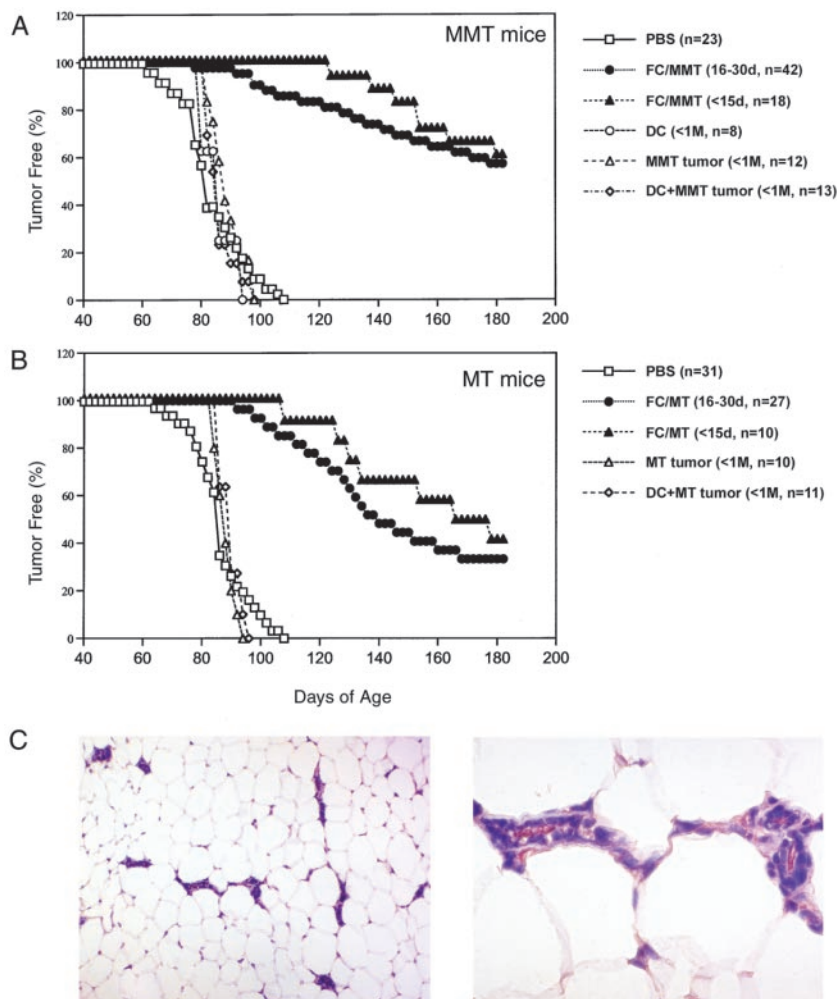 A
MMT mice
Tumor Free (%)
120
100
80
60
40
20
0
40 60 80 100 120 140 160 180 200
PBS (n=23)
FC/MMT (16-30d, n=42)
FC/MMT (<15d, n=18)
DC (<1M, n=8)
MMT tumor (<1M, n=12)
DC+MMT tumor (<1M, n=13)
B
MT mice
Tumor Free (%)
120
100
80
60
40
20
0
40 60 80 100 120 140 160 180 200
Days of Age
PBS (n=31)
FC/MT (16-30d, n=27)
FC/MT (<15d, n=10)
MT tumor (<1M, n=10)
DC+MT tumor (<1M, n=11)
C